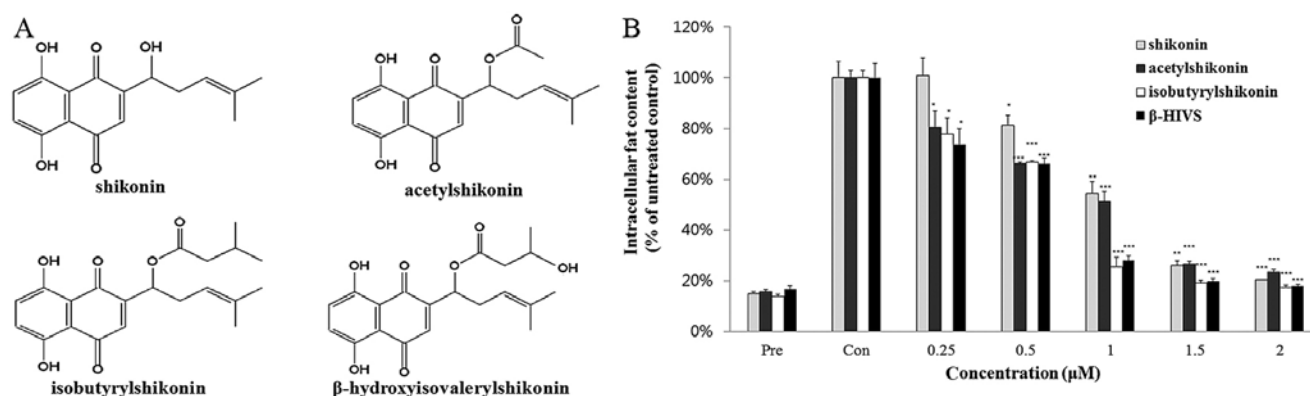 A
OH
O
OH
OH
O
shikonin
O
OH
O
O
OH
O
acetylshikonin
O
OH
O
O
OH
O
isobutyrylshikonin
O
OH
O
O
OH
OH
O
β-hydroxyisovalerylshikonin
B
Intracellular fat content
(% of untreated control)
120%
100%
80%
60%
40%
20%
0%
shikonin
acetylshikonin
isobutyrylshikonin
β-HIVS
* * *
* *** *** ***
** *** *** ***
** *** *** ***
*** *** *** ***
Pre Con 0.25 0.5 1 1.5 2
Concentration (μM)